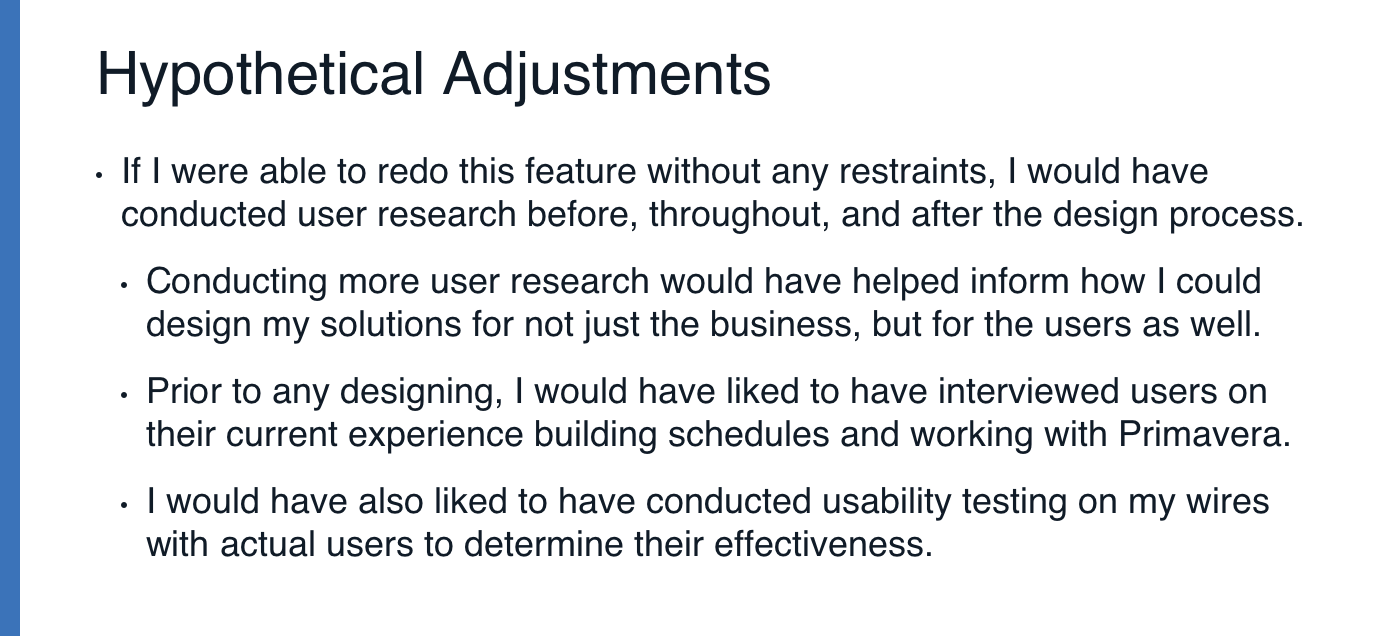 Hypothetical Adjustments
• If I were able to redo this feature without any restraints, I would have
conducted user research before, throughout, and after the design process.
• Conducting more user research would have helped inform how I could
design my solutions for not just the business, but for the users as well.
• Prior to any designing, I would have liked to have interviewed users on
their current experience building schedules and working with Primavera.
• I would have also liked to have conducted usability testing on my wires
with actual users to determine their effectiveness.